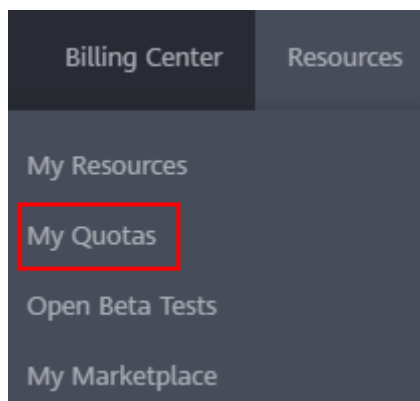 Billing Center Resources
My Resources
My Quotas
Open Beta Tests
My Marketplace